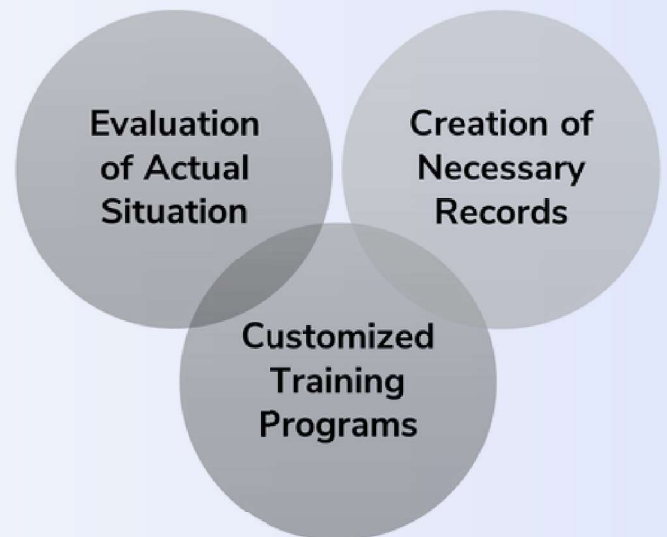 Evaluation
of Actual
Situation
Creation of
Necessary
Records
Customized
Training
Programs